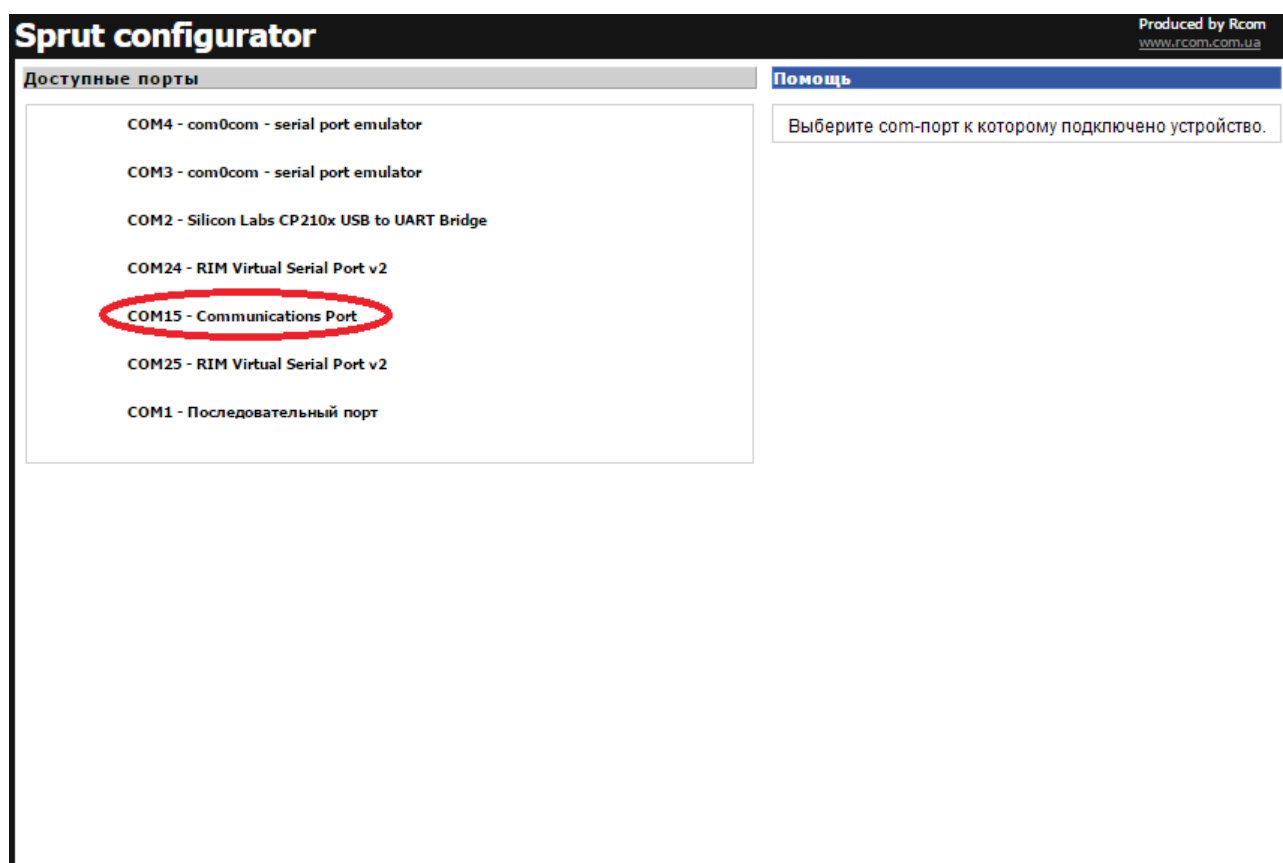 Sprut configurator
Produced by Rcom
www.rcom.com.ua
Доступные порты
COM4 - com0com - serial port emulator
COM3 - com0com - serial port emulator
COM2 - Silicon Labs CP210x USB to UART Bridge
COM24 - RIM Virtual Serial Port v2
COM15 - Communications Port
COM25 - RIM Virtual Serial Port v2
COM1 - Последовательный порт
Помощь
Выберите com-порт к которому подключено устройство.